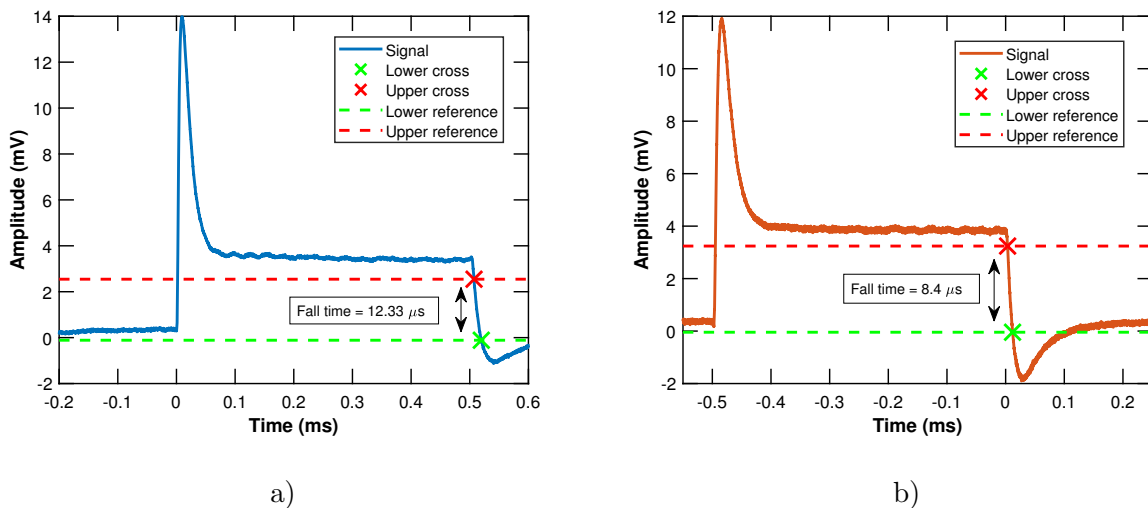 14
12
10
8
6
4
2
0
-2
Amplitude (mV)
-0.2
-0.1
0
0.1
0.2
0.3
0.4
0.5
0.6
Time (ms)
Signal
Lower cross
Upper cross
Lower reference
Upper reference
Fall time = 12.33 μs
a)
12
10
8
6
4
2
0
-2
Amplitude (mV)
-0.5
-0.4
-0.3
-0.2
-0.1
0
0.1
0.2
Time (ms)
Signal
Lower cross
Upper cross
Lower reference
Upper reference
Fall time = 8.4 μs
b)